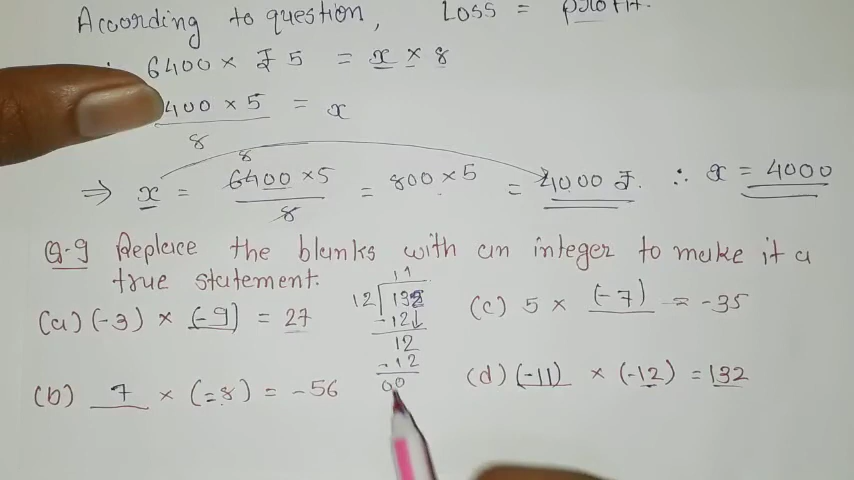 According to question, Loss = profit.
6400 × ₹ 5 = x × 8
400 × 5 = x
8
8
⇒ x = 6400 × 5 = 800 × 5 = 4000 ₹. ∴ x = 4000
8
Q-9 Replace the blanks with an integer to make it a
true statement.
(a) (-3) × (-9) = 27
(b) 7 × (-8) = -56
11
12 132
-12↓
12
-12
00
(c) 5 × (-7) = -35
(d) (-11) × (-12) = 132